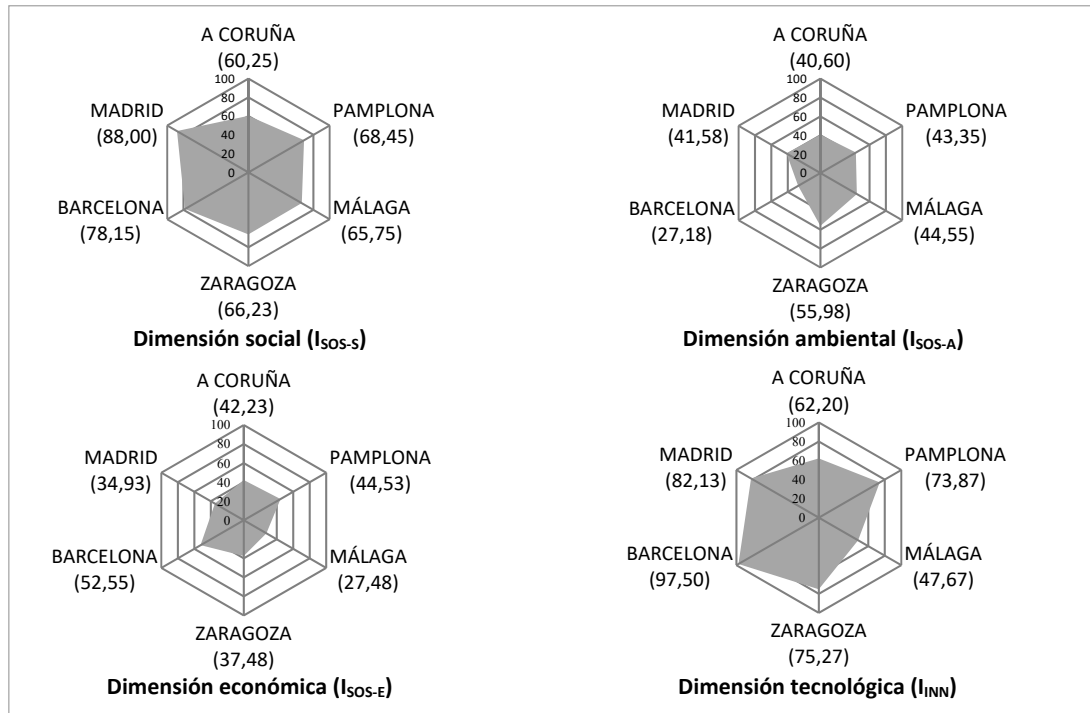 A CORUÑA
(60,25)
100
80
60
40
20
0
MADRID
(88,00)
PAMPLONA
(68,45)
BARCELONA
(78,15)
MÁLAGA
(65,75)
ZARAGOZA
(66,23)
Dimensión social (ISOS-S)
A CORUÑA
(40,60)
100
80
60
40
20
0
MADRID
(41,58)
PAMPLONA
(43,35)
BARCELONA
(27,18)
MÁLAGA
(44,55)
ZARAGOZA
(55,98)
Dimensión ambiental (ISOS-A)
A CORUÑA
(42,23)
100
80
60
40
20
0
MADRID
(34,93)
PAMPLONA
(44,53)
BARCELONA
(52,55)
MÁLAGA
(27,48)
ZARAGOZA
(37,48)
Dimensión económica (ISOS-E)
A CORUÑA
(62,20)
100
80
60
40
20
0
MADRID
(82,13)
PAMPLONA
(73,87)
BARCELONA
(97,50)
MÁLAGA
(47,67)
ZARAGOZA
(75,27)
Dimensión tecnológica (IINN)